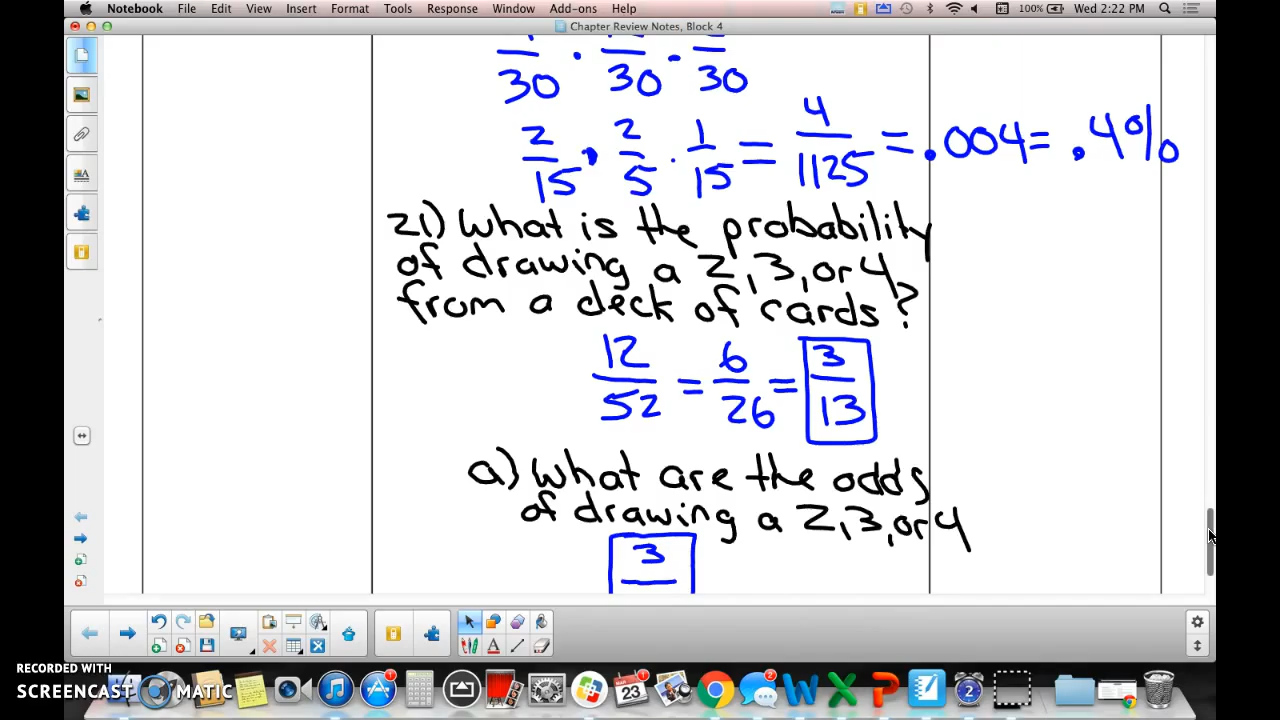 Notebook File Edit View Insert Format Tools Response Window Add-ons Help 100% Wed 2:22 PM
Chapter Review Notes, Block 4
30 · 30 · 30
2/15 · 2/5 · 1/15 = 4/1125 = .004 = .4%
21) What is the probability
of drawing a 2, 3, or 4
from a deck of cards?
12/52 = 6/26 = 3/13
a) What are the odds
of drawing a 2, 3, or 4
3
RECORDED WITH
SCREENCAST MATIC